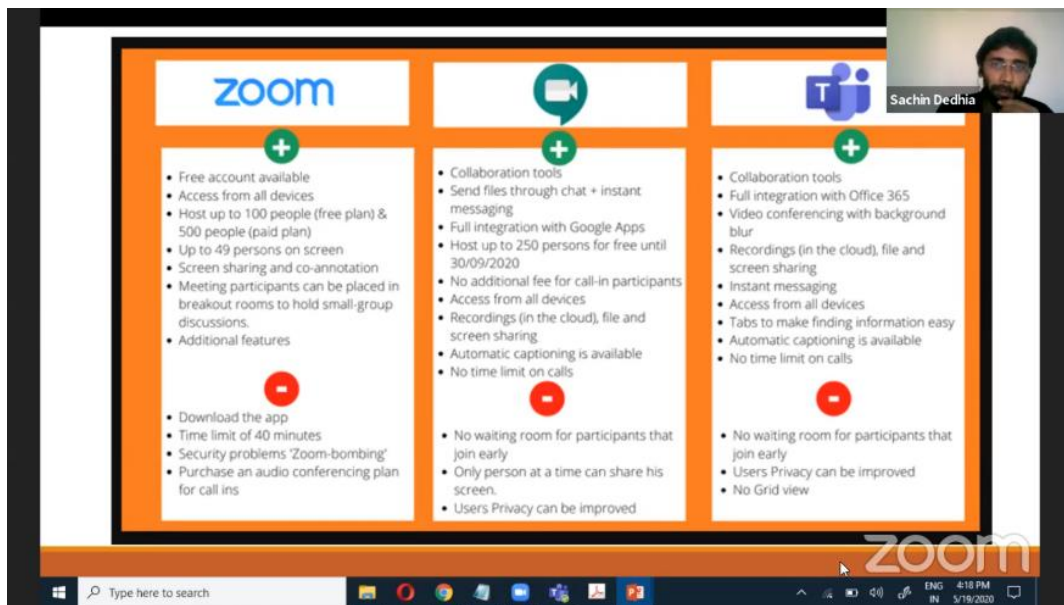 zoom
• Free account available
• Access from all devices
• Host up to 100 people (free plan) &
500 people (paid plan)
• Up to 49 persons on screen
• Screen sharing and co-annotation
• Meeting participants can be placed in
breakout rooms to hold small-group
discussions.
• Additional features
• Download the app
• Time limit of 40 minutes
• Security problems 'Zoom-bombing'
• Purchase an audio conferencing plan
for call ins
• Collaboration tools
• Send files through chat + instant
messaging
• Full integration with Google Apps
• Host up to 250 persons for free until
30/09/2020
• No additional fee for call-in participants
• Access from all devices
• Recordings (in the cloud), file and
screen sharing
• Automatic captioning is available
• No time limit on calls
• No waiting room for participants that
join early
• Only person at a time can share his
screen.
• Users Privacy can be improved
T
• Collaboration tools
• Full integration with Office 365
• Video conferencing with background
blur
• Recordings (in the cloud), file and
screen sharing
• Instant messaging
• Access from all devices
• Tabs to make finding information easy
• Automatic captioning is available
• No time limit on calls
• No waiting room for participants that
join early
• Users Privacy can be improved
• No Grid view
Sachin Dedhia
zoom
Type here to search
ENG
IN
4:18 PM
5/19/2020